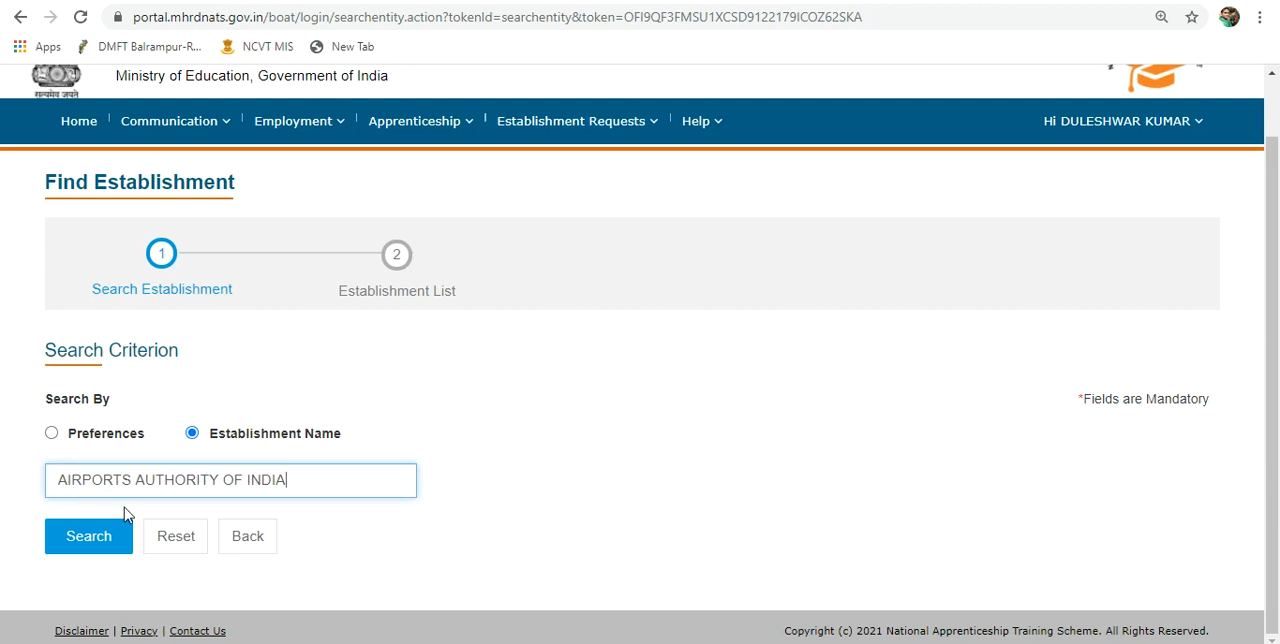 portal.mhrdnats.gov.in/boat/login/searchentity.action?tokenId=searchentity&token=OFI9QF3FMSU1XCSD9122179ICOZ62SKA
Apps DMFT Balrampur-R... NCVT MIS New Tab
Ministry of Education, Government of India
सत्यमेव जयते
Home Communication Employment Apprenticeship Establishment Requests Help Hi DULESHWAR KUMAR
Find Establishment
1 2
Search Establishment Establishment List
Search Criterion
Search By *Fields are Mandatory
Preferences Establishment Name
AIRPORTS AUTHORITY OF INDIA
Search Reset Back
Disclaimer | Privacy | Contact Us Copyright (c) 2021 National Apprenticeship Training Scheme. All Rights Reserved.